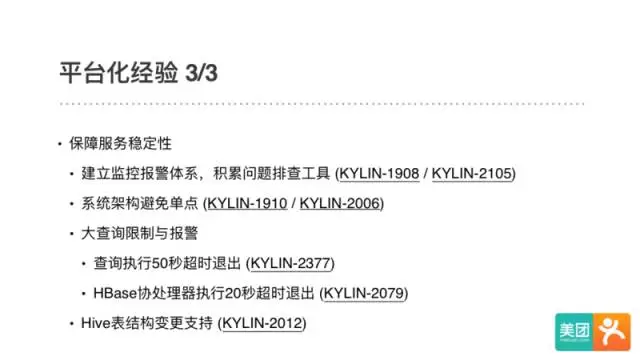 平台化经验 3/3
• 保障服务稳定性
• 建立监控报警体系，积累问题排查工具 (KYLIN-1908 / KYLIN-2105)
• 系统架构避免单点 (KYLIN-1910 / KYLIN-2006)
• 大查询限制与报警
• 查询执行50秒超时退出 (KYLIN-2377)
• HBase协处理器执行20秒超时退出 (KYLIN-2079)
• Hive表结构变更支持 (KYLIN-2012)
美团